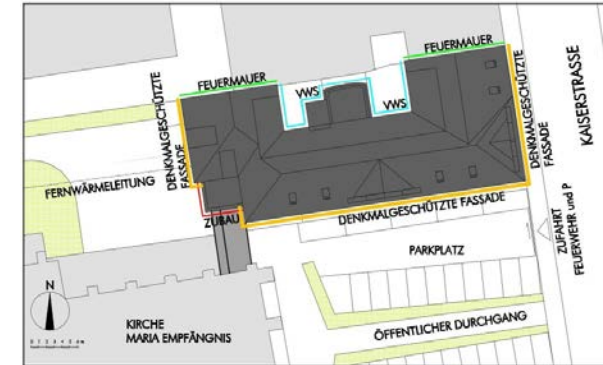 FEUERMAUER
FEUERMAUER
VWS
VWS
DENKMALGESCHÜTZTE
FASSADE
DENKMALGESCHÜTZTE
FASSADE
KAISERSTRASSE
FERNWÄRMELEITUNG
ZUBAU
DENKMALGESCHÜTZTE FASSADE
ZUFAHRT
FEUERWEHR und P
PARKPLATZ
N
KIRCHE
MARIA EMPFÄNGNIS
ÖFFENTLICHER DURCHGANG